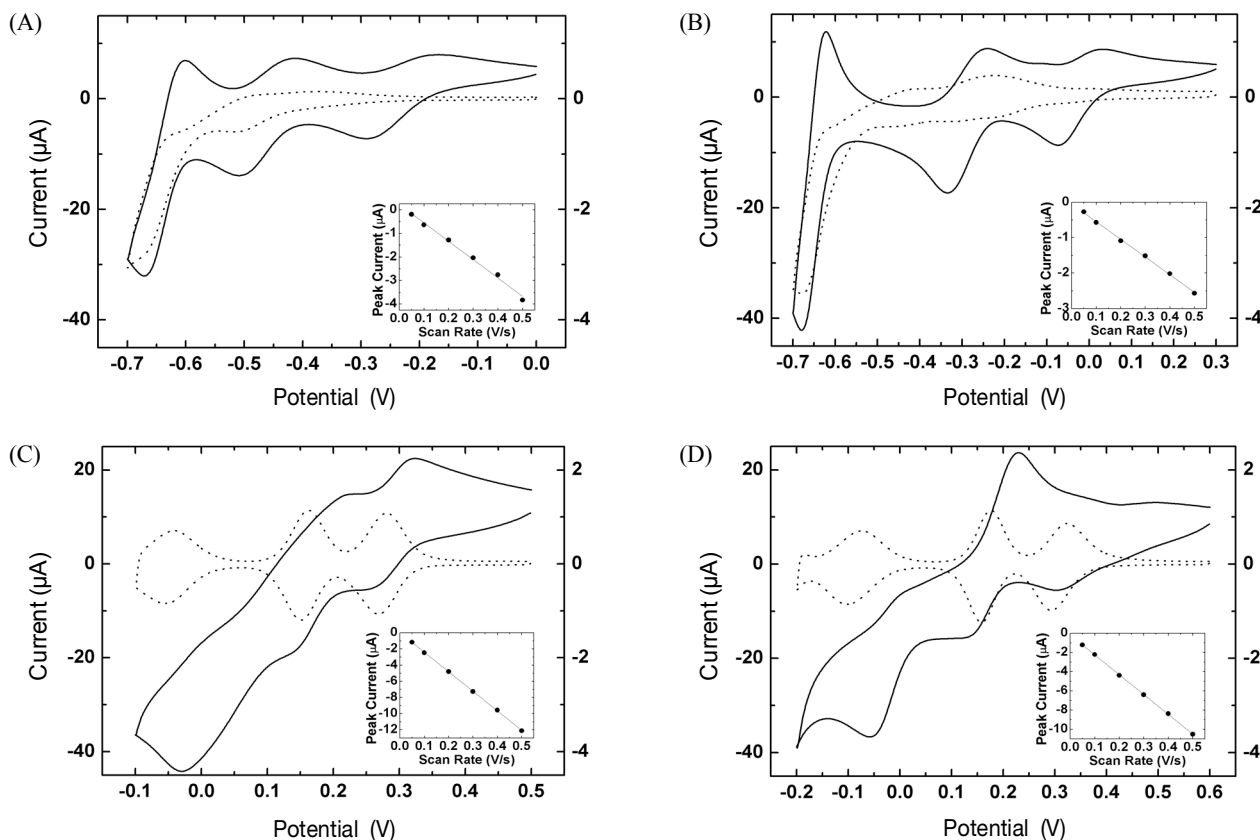 (A)
0
-20
-40
0
-2
-4
Current (µA)
-0.7 -0.6 -0.5 -0.4 -0.3 -0.2 -0.1 0.0
Potential (V)
0
-1
-2
-3
-4
Peak Current (µA)
0.0 0.1 0.2 0.3 0.4 0.5
Scan Rate (V/s)
(B)
10
0
-20
-40
0
-2
-4
Current (µA)
-0.7 -0.6 -0.5 -0.4 -0.3 -0.2 -0.1 0.0 0.1 0.2 0.3
Potential (V)
0
-1
-2
-3
Peak Current (µA)
0.0 0.1 0.2 0.3 0.4 0.5
Scan Rate (V/s)
(C)
20
0
-20
-40
2
0
-2
-4
Current (µA)
-0.1 0.0 0.1 0.2 0.3 0.4 0.5
Potential (V)
0
-2
-4
-6
-8
-10
-12
Peak Current (µA)
0.0 0.1 0.2 0.3 0.4 0.5
Scan Rate (V/s)
(D)
20
0
-20
-40
2
0
-2
-4
Current (µA)
-0.2 -0.1 0.0 0.1 0.2 0.3 0.4 0.5 0.6
Potential (V)
0
-2
-4
-6
-8
-10
Peak Current (µA)
0.0 0.1 0.2 0.3 0.4 0.5
Scan Rate (V/s)